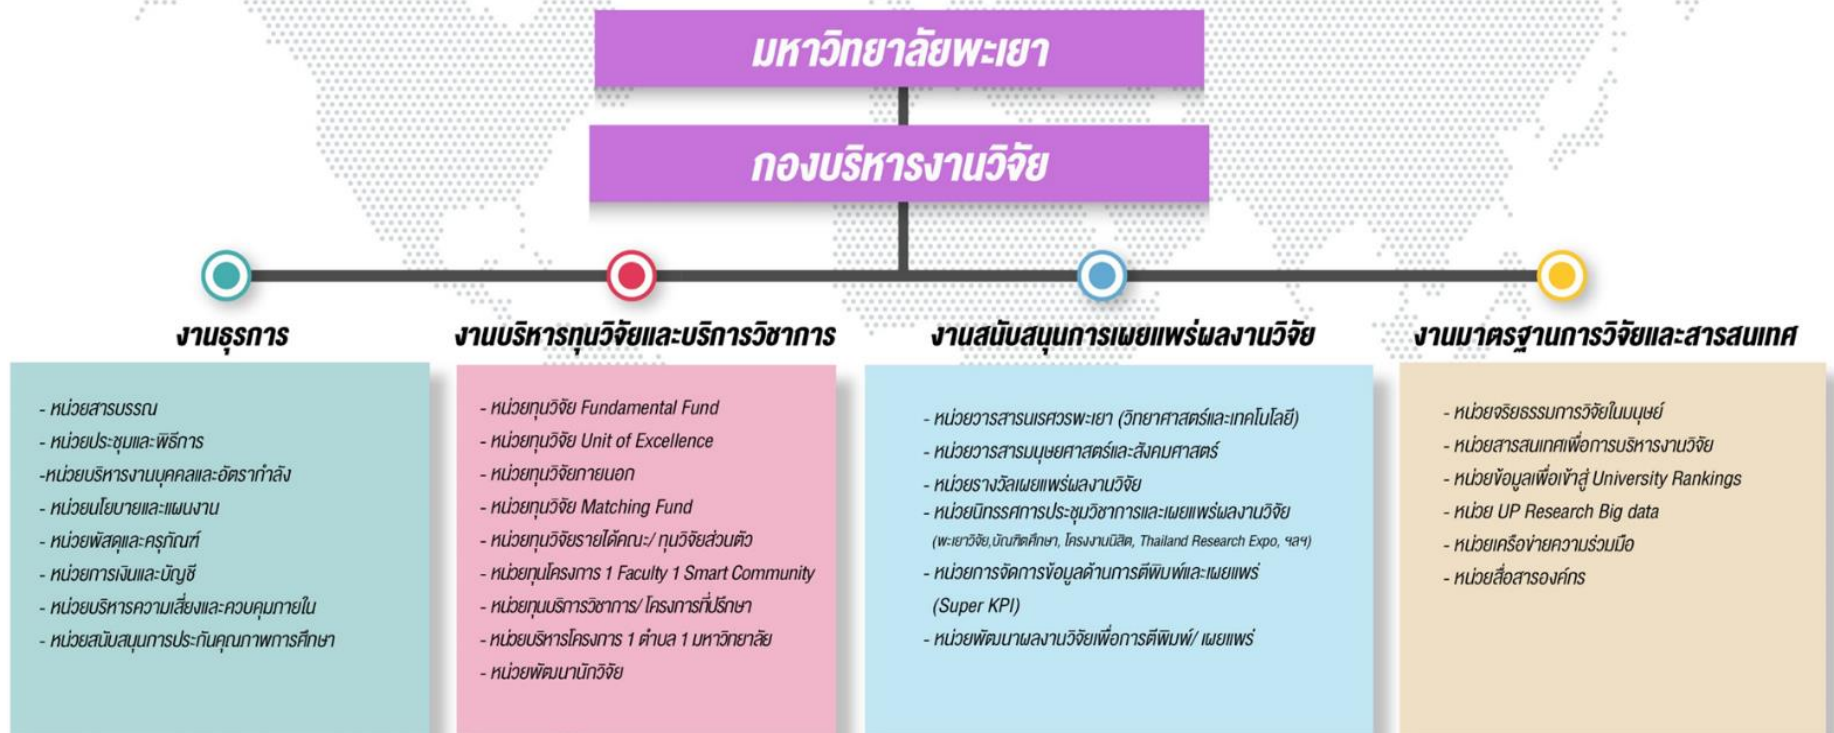 มหาวิทยาลัยพะเยา
กองบริหารงานวิจัย
งานธุรการ
- หน่วยสารบรรณ
- หน่วยประชุมและพิธีการ
-หน่วยบริหารงานบุคคลและอัตรากำลัง
- หน่วยนโยบายและแผนงาน
- หน่วยพัสดุและครุภัณฑ์
- หน่วยการเงินและบัญชี
- หน่วยบริหารความเสี่ยงและควบคุมภายใน
- หน่วยสนับสนุนการประกันคุณภาพการศึกษา
งานบริหารทุนวิจัยและบริการวิชาการ
- หน่วยทุนวิจัย Fundamental Fund
- หน่วยทุนวิจัย Unit of Excellence
- หน่วยทุนวิจัยภายนอก
- หน่วยทุนวิจัย Matching Fund
- หน่วยทุนวิจัยรายได้คณะ/ ทุนวิจัยส่วนตัว
- หน่วยทุนโครงการ 1 Faculty 1 Smart Community
- หน่วยทุนบริการวิชาการ/ โครงการที่ปรึกษา
- หน่วยบริหารโครงการ 1 ตำบล 1 มหาวิทยาลัย
- หน่วยพัฒนานักวิจัย
งานสนับสนุนการเผยแพร่ผลงานวิจัย
- หน่วยวารสารนเรศวรพะเยา (วิทยาศาสตร์และเทคโนโลยี)
- หน่วยวารสารมนุษยศาสตร์และสังคมศาสตร์
- หน่วยรางวัลเผยแพร่ผลงานวิจัย
- หน่วยนิทรรศการประชุมวิชาการและเผยแพร่ผลงานวิจัย
(พะเยาวิจัย,บัณฑิตศึกษา, โครงงานนิสิต, Thailand Research Expo, ฯลฯ)
- หน่วยการจัดการข้อมูลด้านการตีพิมพ์และเผยแพร่
(Super KPI)
- หน่วยพัฒนาผลงานวิจัยเพื่อการตีพิมพ์/ เผยแพร่
งานมาตรฐานการวิจัยและสารสนเทศ
- หน่วยจริยธรรมการวิจัยในมนุษย์
- หน่วยสารสนเทศเพื่อการบริหารงานวิจัย
- หน่วยข้อมูลเพื่อเข้าสู่ University Rankings
- หน่วย UP Research Big data
- หน่วยเครือข่ายความร่วมมือ
- หน่วยสื่อสารองค์กร